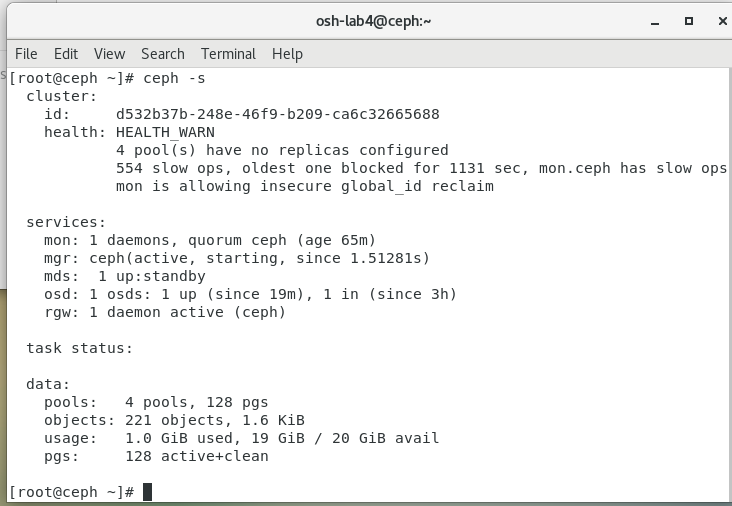 osh-lab4@ceph:~
File Edit View Search Terminal Help
[root@ceph ~]# ceph -s
  cluster:
    id:     d532b37b-248e-46f9-b209-ca6c32665688
    health: HEALTH_WARN
            4 pool(s) have no replicas configured
            554 slow ops, oldest one blocked for 1131 sec, mon.ceph has slow ops
            mon is allowing insecure global_id reclaim

  services:
    mon: 1 daemons, quorum ceph (age 65m)
    mgr: ceph(active, starting, since 1.51281s)
    mds:  1 up:standby
    osd: 1 osds: 1 up (since 19m), 1 in (since 3h)
    rgw: 1 daemon active (ceph)

  task status:

  data:
    pools:   4 pools, 128 pgs
    objects: 221 objects, 1.6 KiB
    usage:   1.0 GiB used, 19 GiB / 20 GiB avail
    pgs:     128 active+clean

[root@ceph ~]#